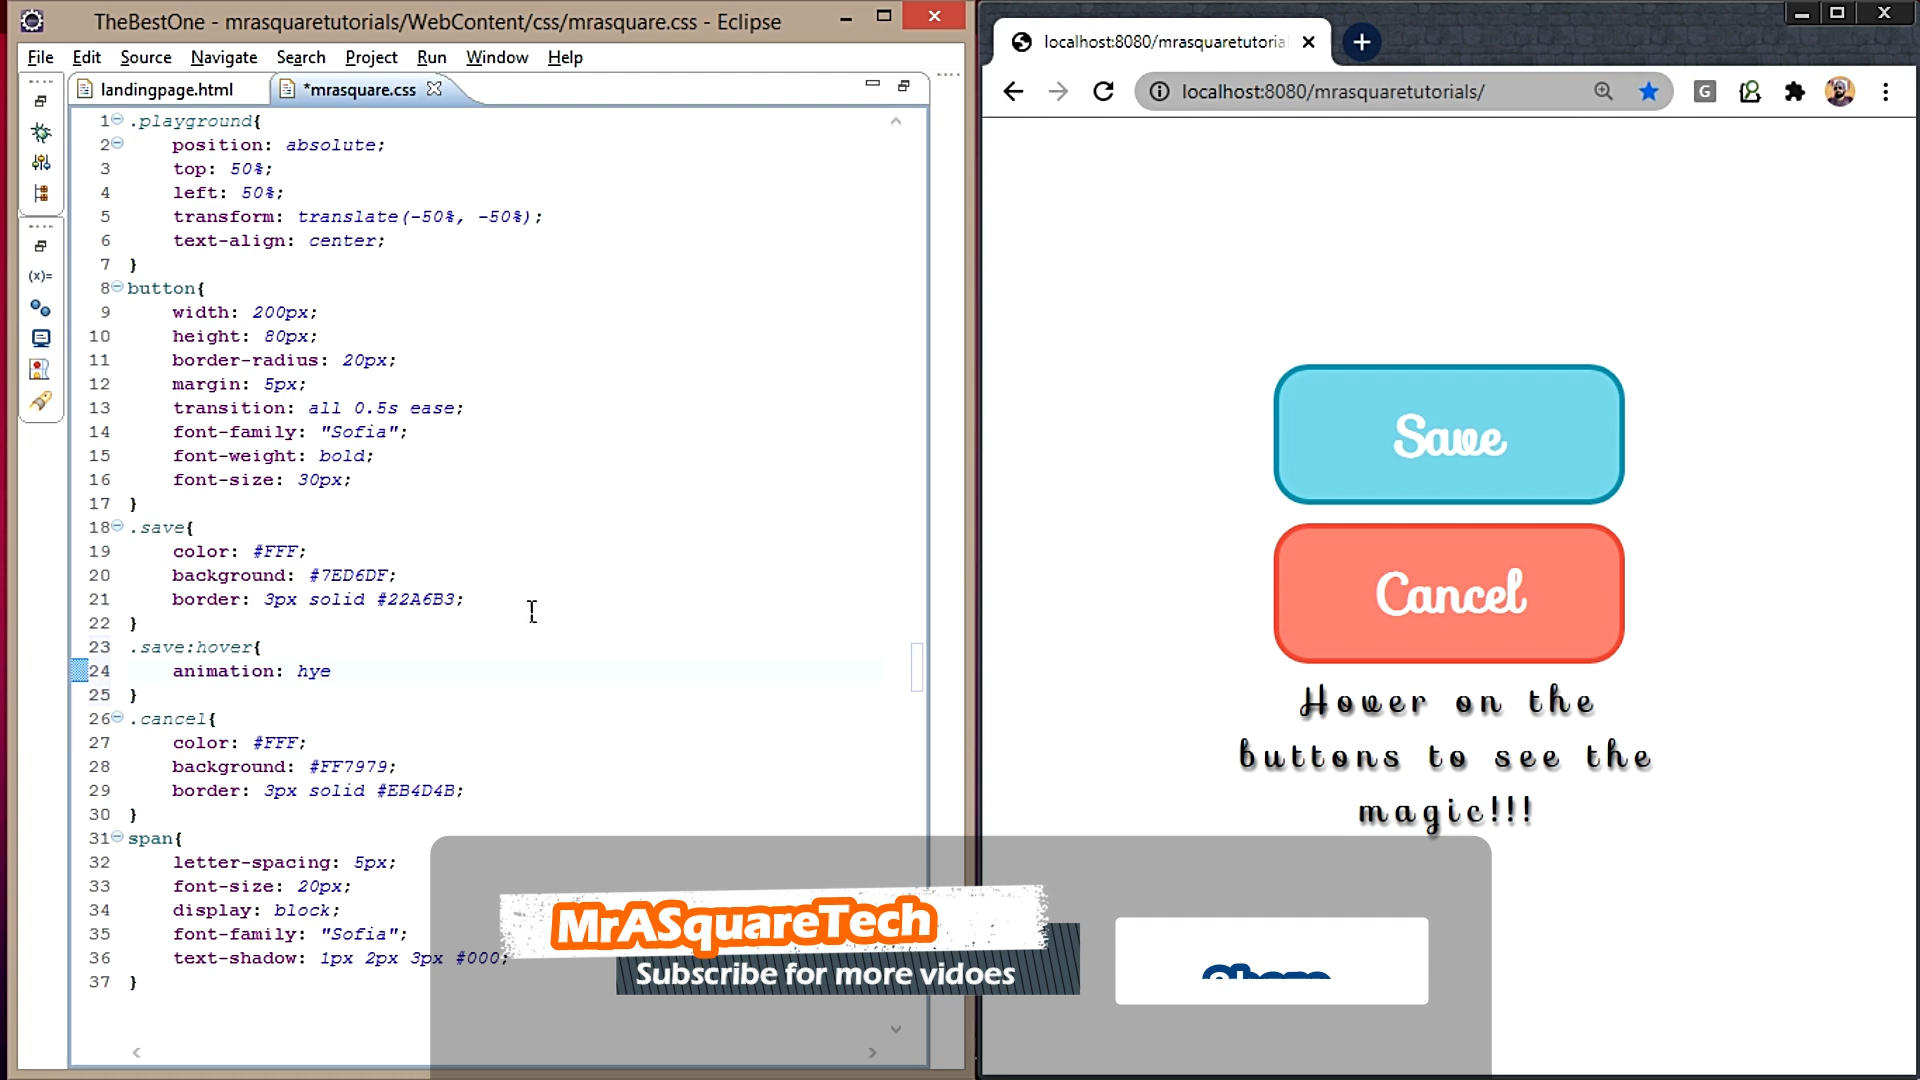 TheBestOne - mrasquaretutorials/WebContent/css/mrasquare.css - Eclipse
File Edit Source Navigate Search Project Run Window Help
landingpage.html *mrasquare.css
1 .playground{
2 position: absolute;
3 top: 50%;
4 left: 50%;
5 transform: translate(-50%, -50%);
6 text-align: center;
7 }
8 button{
9 width: 200px;
10 height: 80px;
11 border-radius: 20px;
12 margin: 5px;
13 transition: all 0.5s ease;
14 font-family: "Sofia";
15 font-weight: bold;
16 font-size: 30px;
17 }
18 .save{
19 color: #FFF;
20 background: #7ED6DF;
21 border: 3px solid #22A6B3;
22 }
23 .save:hover{
24 animation: hye
25 }
26 .cancel{
27 color: #FFF;
28 background: #FF7979;
29 border: 3px solid #EB4D4B;
30 }
31 span{
32 letter-spacing: 5px;
33 font-size: 20px;
34 display: block;
35 font-family: "Sofia";
36 text-shadow: 1px 2px 3px #000;
37 }
(x)=
localhost:8080/mrasquaretutoria
localhost:8080/mrasquaretutorials/
G
Save
Cancel
Hover on the
buttons to see the
magic!!!
MrASquareTech
Subscribe for more vidoes